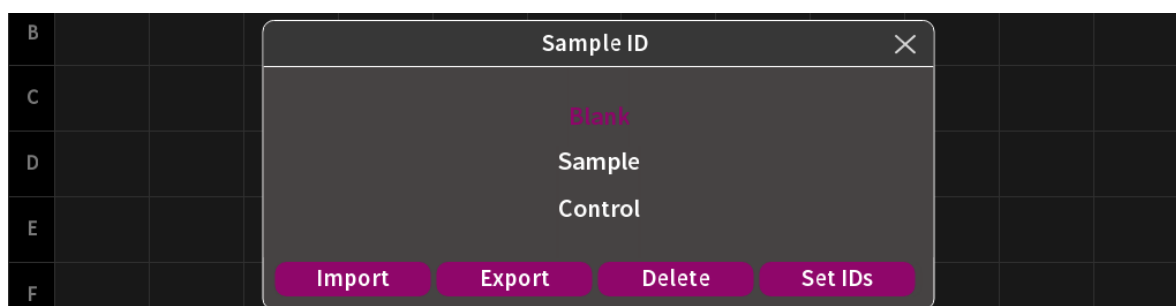 B
Sample ID
C
Blank
D
Sample
Control
E
Import Export Delete Set IDs
F